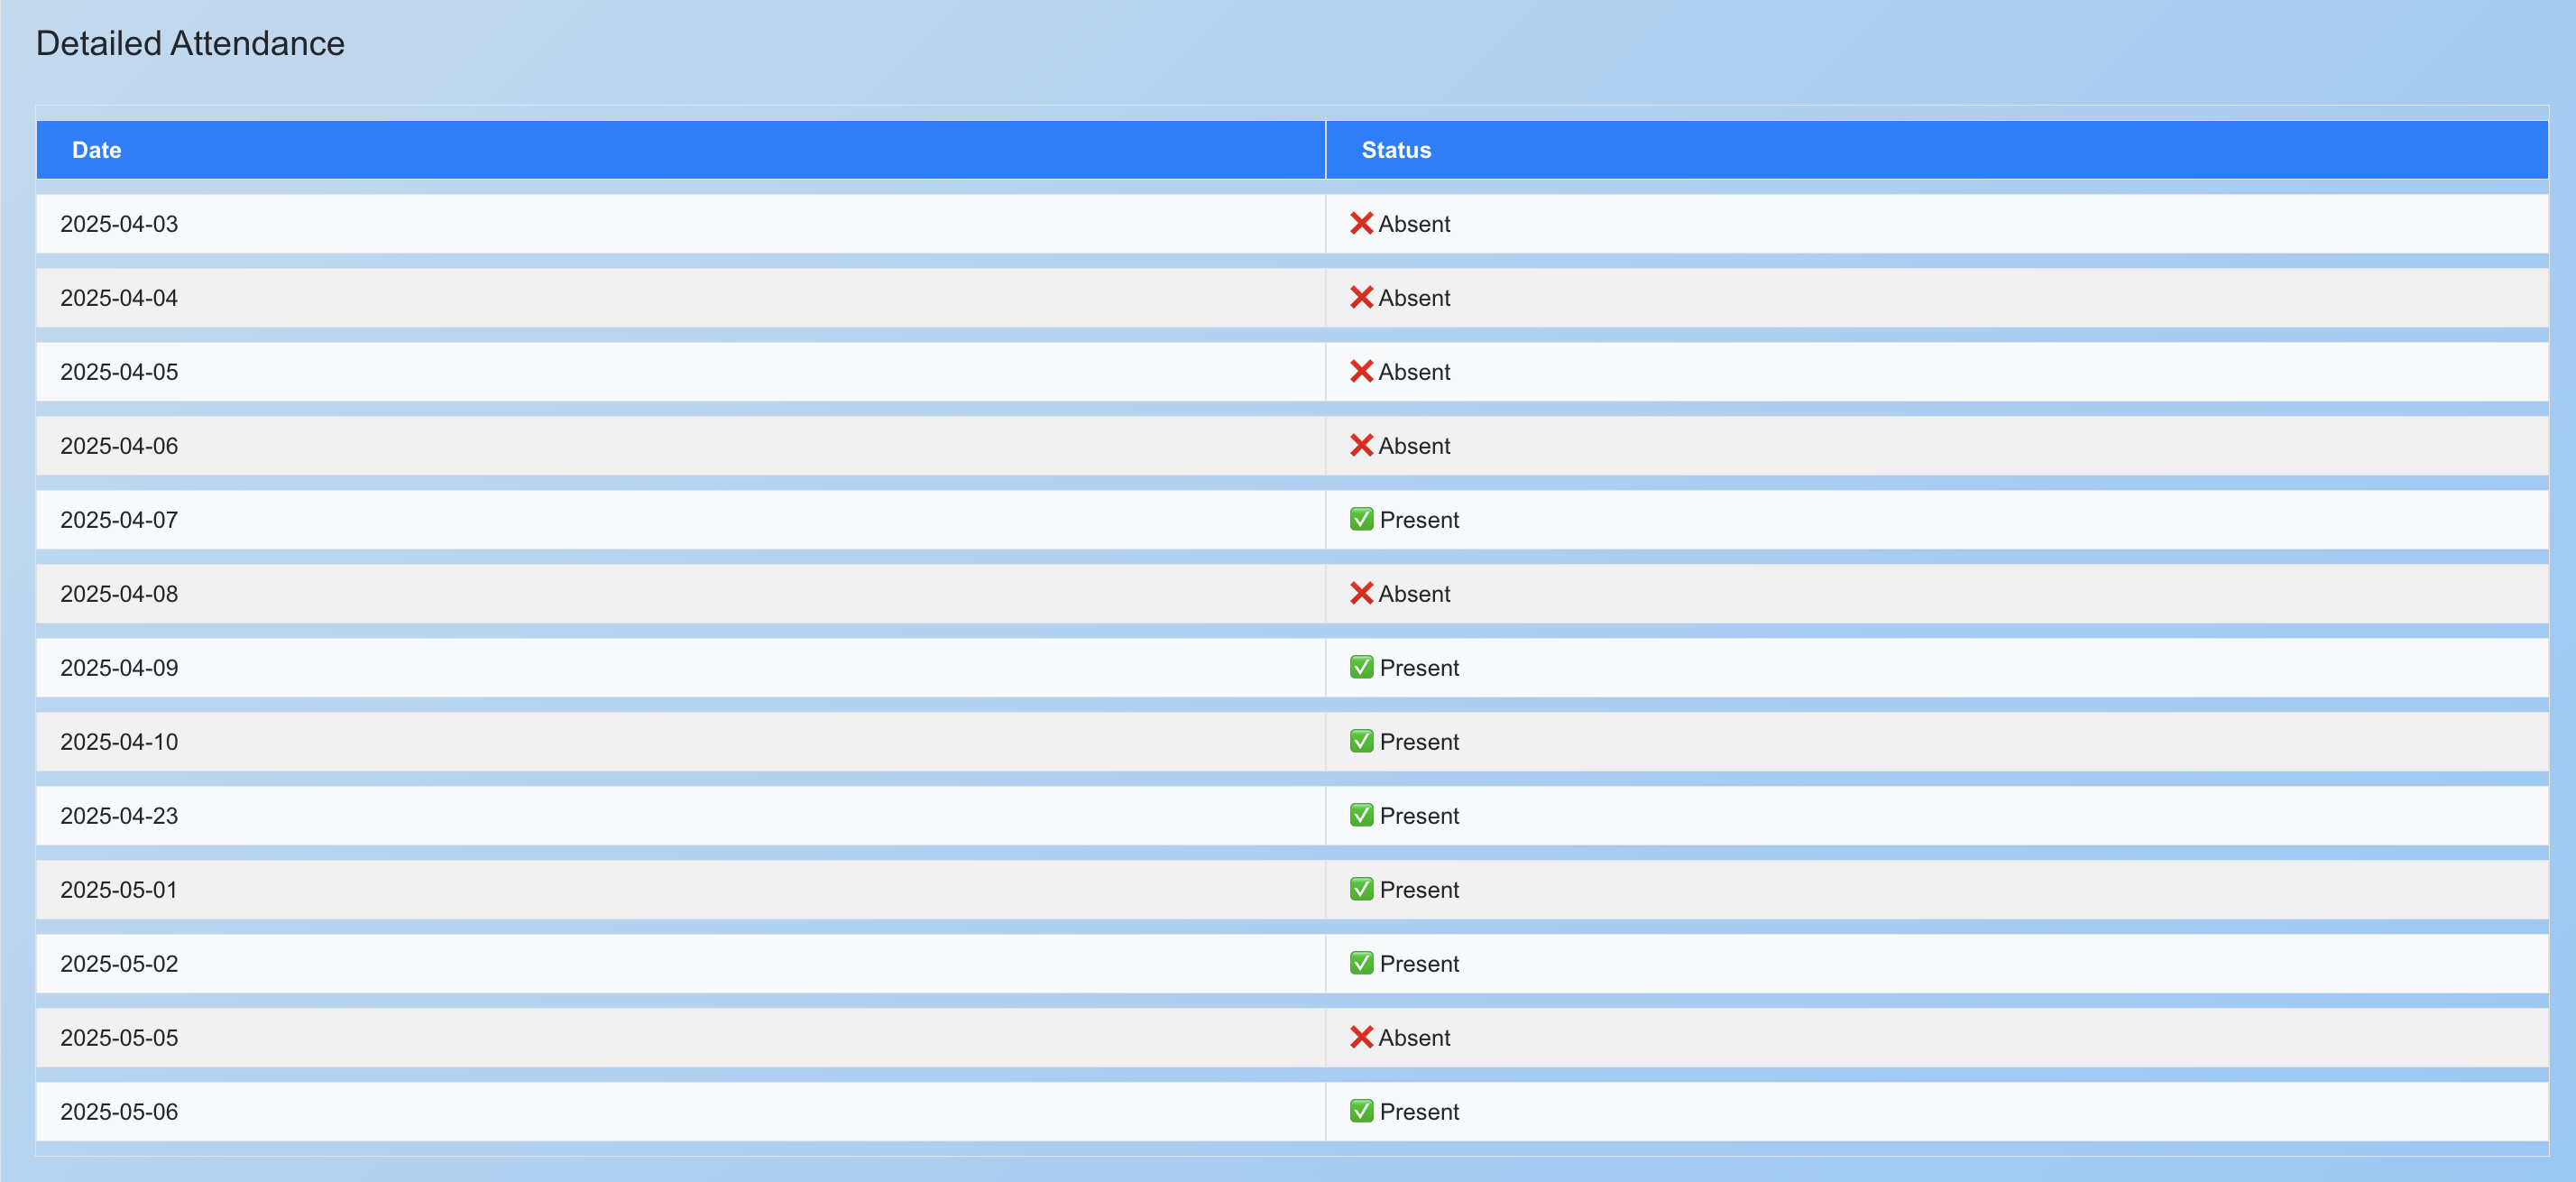 Detailed Attendance
Date Status
2025-04-03 ❌ Absent
2025-04-04 ❌ Absent
2025-04-05 ❌ Absent
2025-04-06 ❌ Absent
2025-04-07 ✅ Present
2025-04-08 ❌ Absent
2025-04-09 ✅ Present
2025-04-10 ✅ Present
2025-04-23 ✅ Present
2025-05-01 ✅ Present
2025-05-02 ✅ Present
2025-05-05 ❌ Absent
2025-05-06 ✅ Present